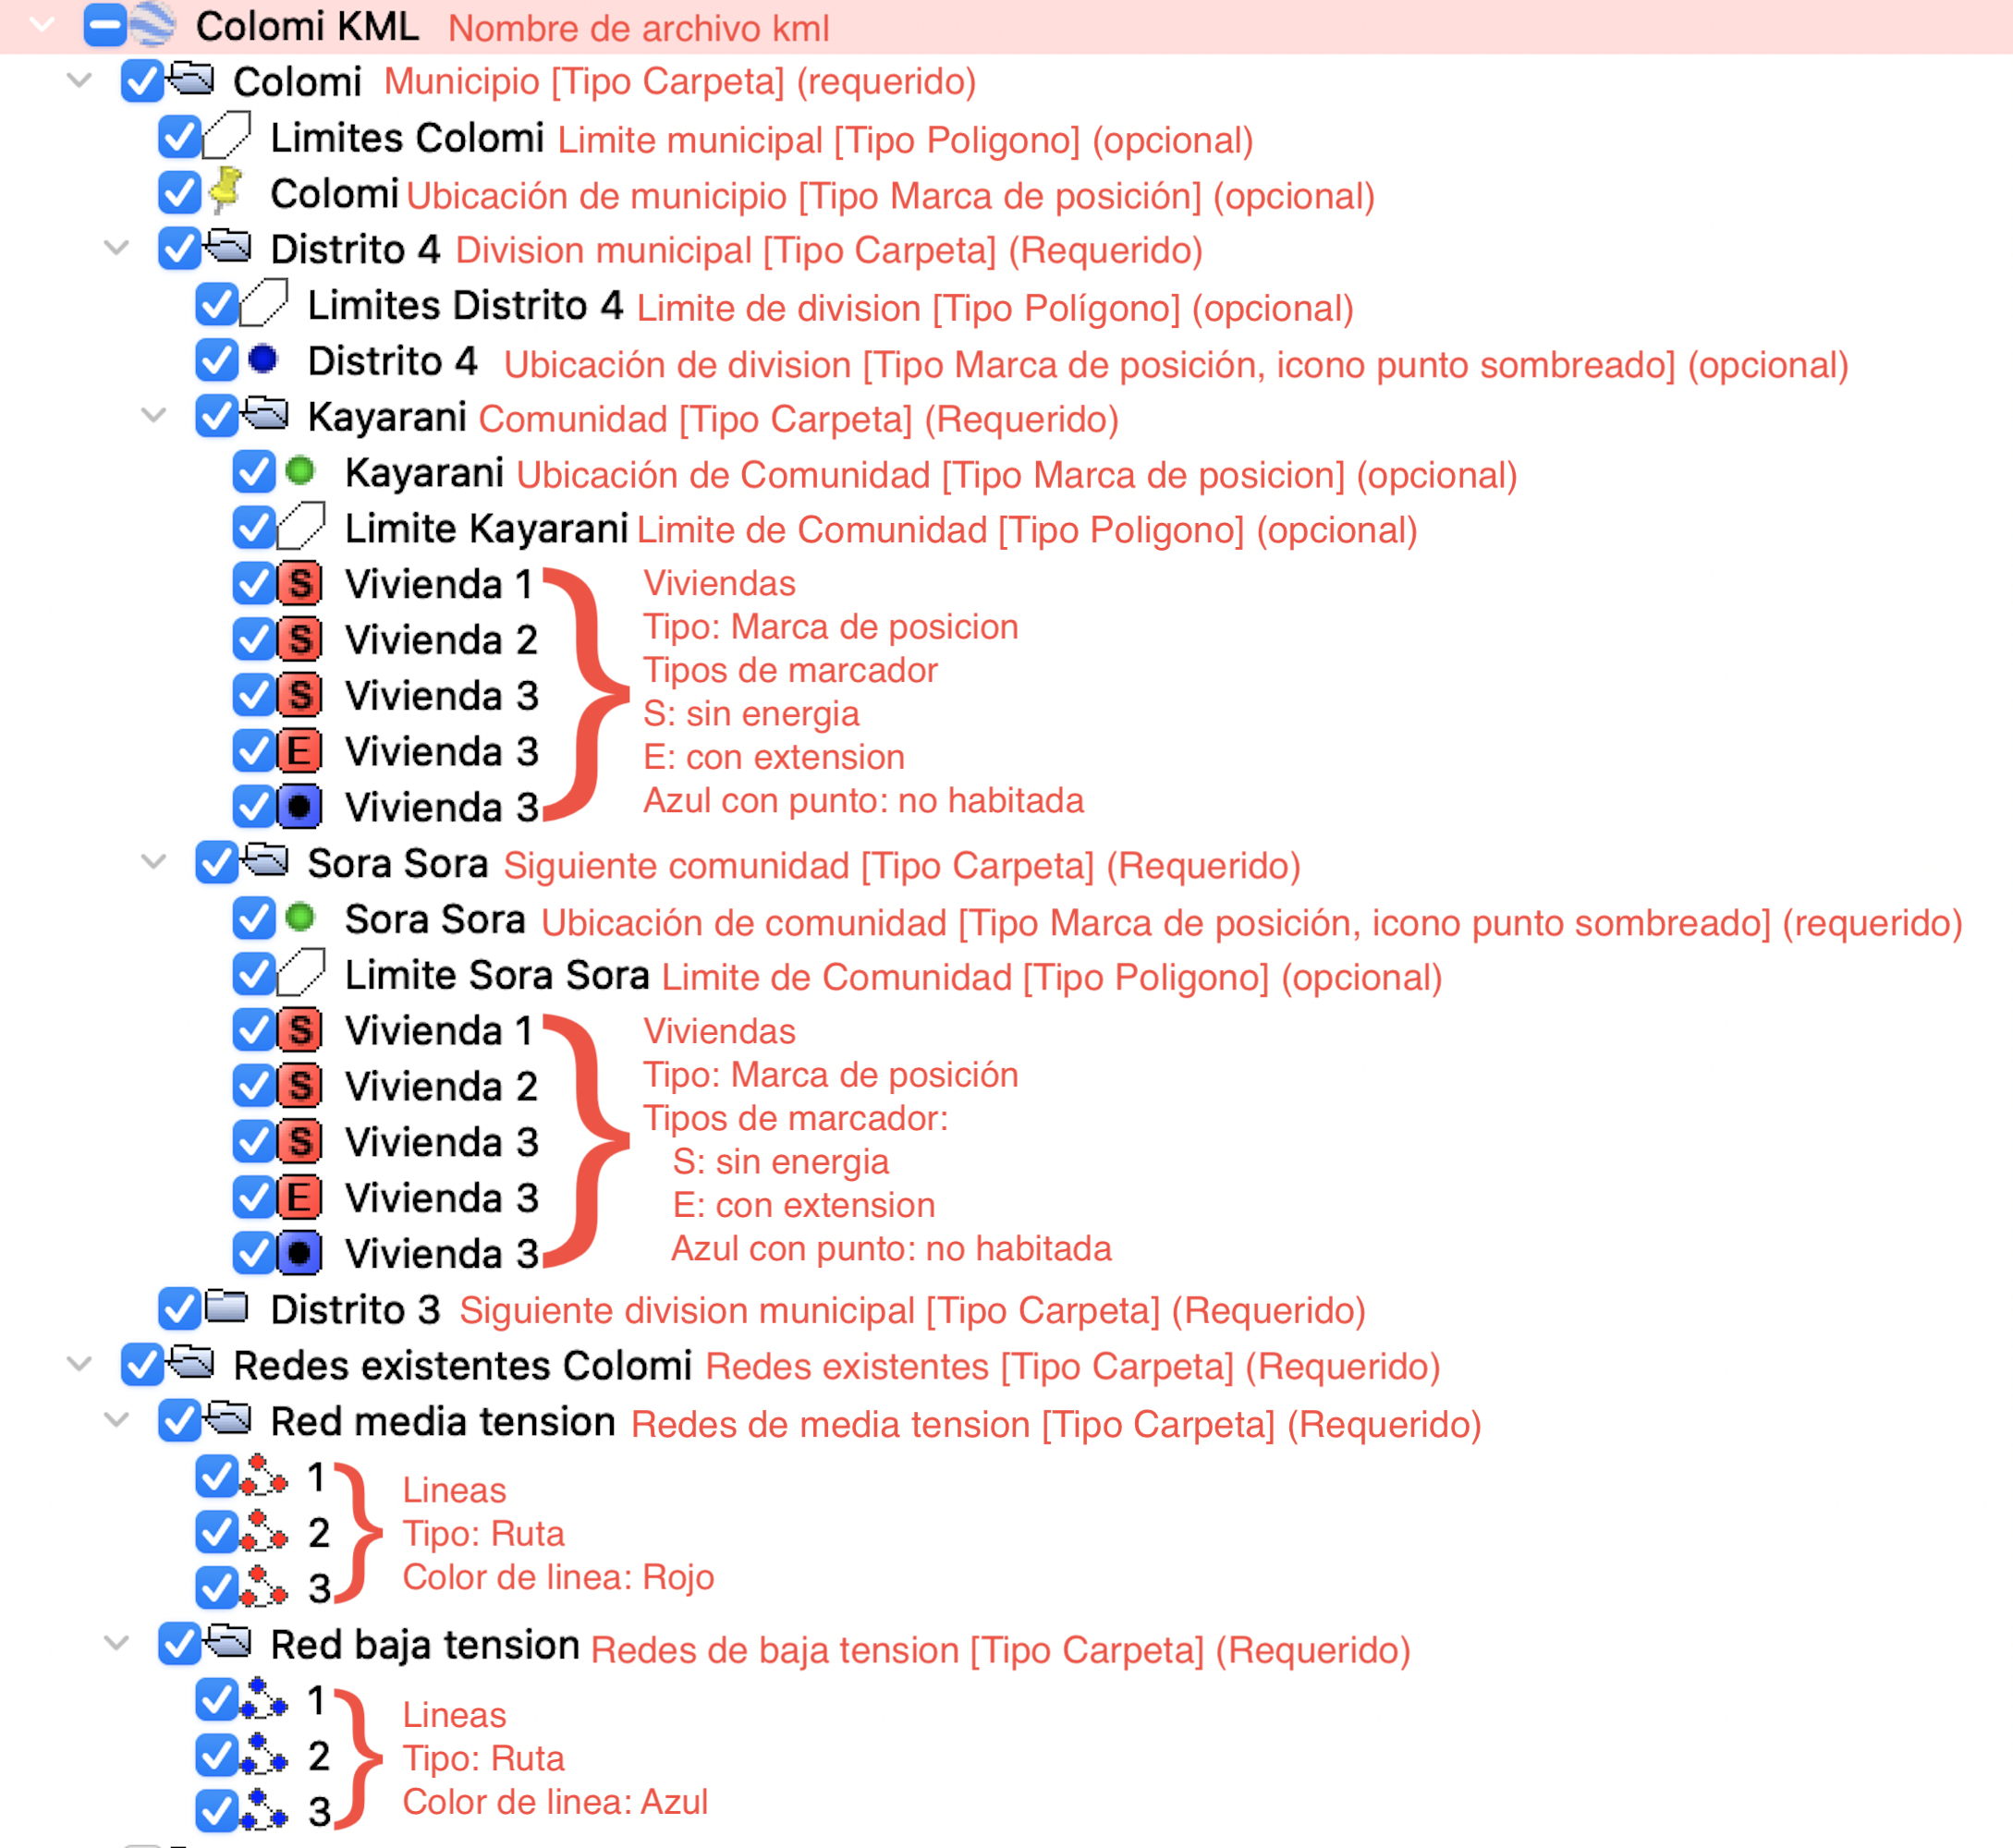 Colomi KML Nombre de archivo kml
Colomi Municipio [Tipo Carpeta] (requerido)
Limites Colomi Limite municipal [Tipo Poligono] (opcional)
Colomi Ubicación de municipio [Tipo Marca de posición] (opcional)
Distrito 4 Division municipal [Tipo Carpeta] (Requerido)
Limites Distrito 4 Limite de division [Tipo Polígono] (opcional)
Distrito 4 Ubicación de division [Tipo Marca de posición, icono punto sombreado] (opcional)
Kayarani Comunidad [Tipo Carpeta] (Requerido)
Kayarani Ubicación de Comunidad [Tipo Marca de posicion] (opcional)
Limite Kayarani Limite de Comunidad [Tipo Poligono] (opcional)
S Vivienda 1
S Vivienda 2
S Vivienda 3
E Vivienda 3
Vivienda 3
Viviendas
Tipo: Marca de posicion
Tipos de marcador
S: sin energia
E: con extension
Azul con punto: no habitada
Sora Sora Siguiente comunidad [Tipo Carpeta] (Requerido)
Sora Sora Ubicación de comunidad [Tipo Marca de posición, icono punto sombreado] (requerido)
Limite Sora Sora Limite de Comunidad [Tipo Poligono] (opcional)
S Vivienda 1
S Vivienda 2
S Vivienda 3
E Vivienda 3
Vivienda 3
Viviendas
Tipo: Marca de posición
Tipos de marcador:
S: sin energia
E: con extension
Azul con punto: no habitada
Distrito 3 Siguiente division municipal [Tipo Carpeta] (Requerido)
Redes existentes Colomi Redes existentes [Tipo Carpeta] (Requerido)
Red media tension Redes de media tension [Tipo Carpeta] (Requerido)
1
2
3
Lineas
Tipo: Ruta
Color de linea: Rojo
Red baja tension Redes de baja tension [Tipo Carpeta] (Requerido)
1
2
3
Lineas
Tipo: Ruta
Color de linea: Azul